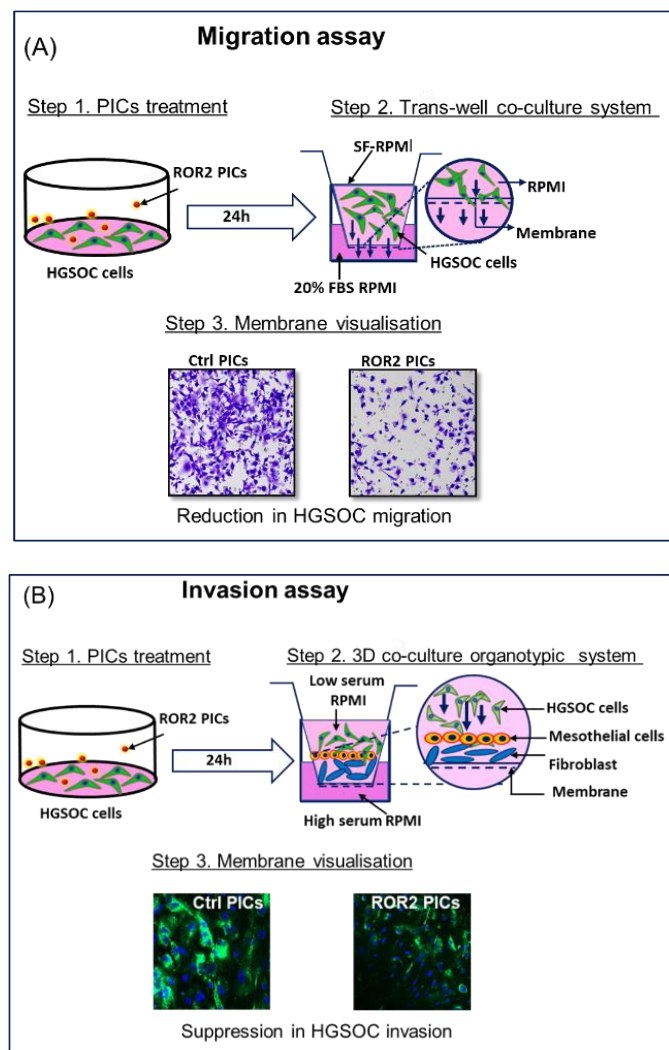 (A)
Migration assay
Step 1. PICs treatment
Step 2. Trans-well co-culture system
ROR2 PICs
SF-RPMI
24h
RPMI
Membrane
HGSOC cells
HGSOC cells
20% FBS RPMI
Step 3. Membrane visualisation
Ctrl PICs
ROR2 PICs
Reduction in HGSOC migration
(B)
Invasion assay
Step 1. PICs treatment
Step 2. 3D co-culture organotypic system
Low serum
RPMI
ROR2 PICs
24h
HGSOC cells
Mesothelial cells
Fibroblast
Membrane
HGSOC cells
High serum RPMI
Step 3. Membrane visualisation
Ctrl PICs
ROR2 PICs
Suppression in HGSOC invasion